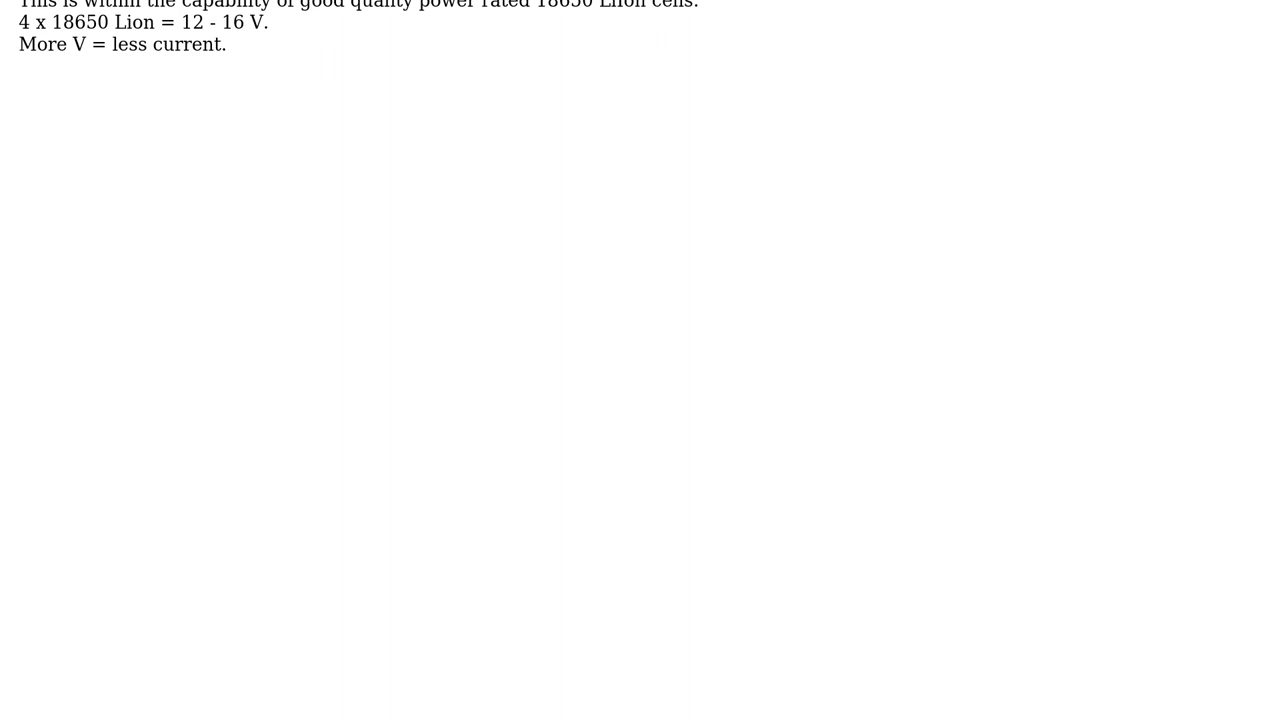 This is within the capability of good quality power rated 18650 LiIon cells.
4 x 18650 Lion = 12 - 16 V.
More V = less current.